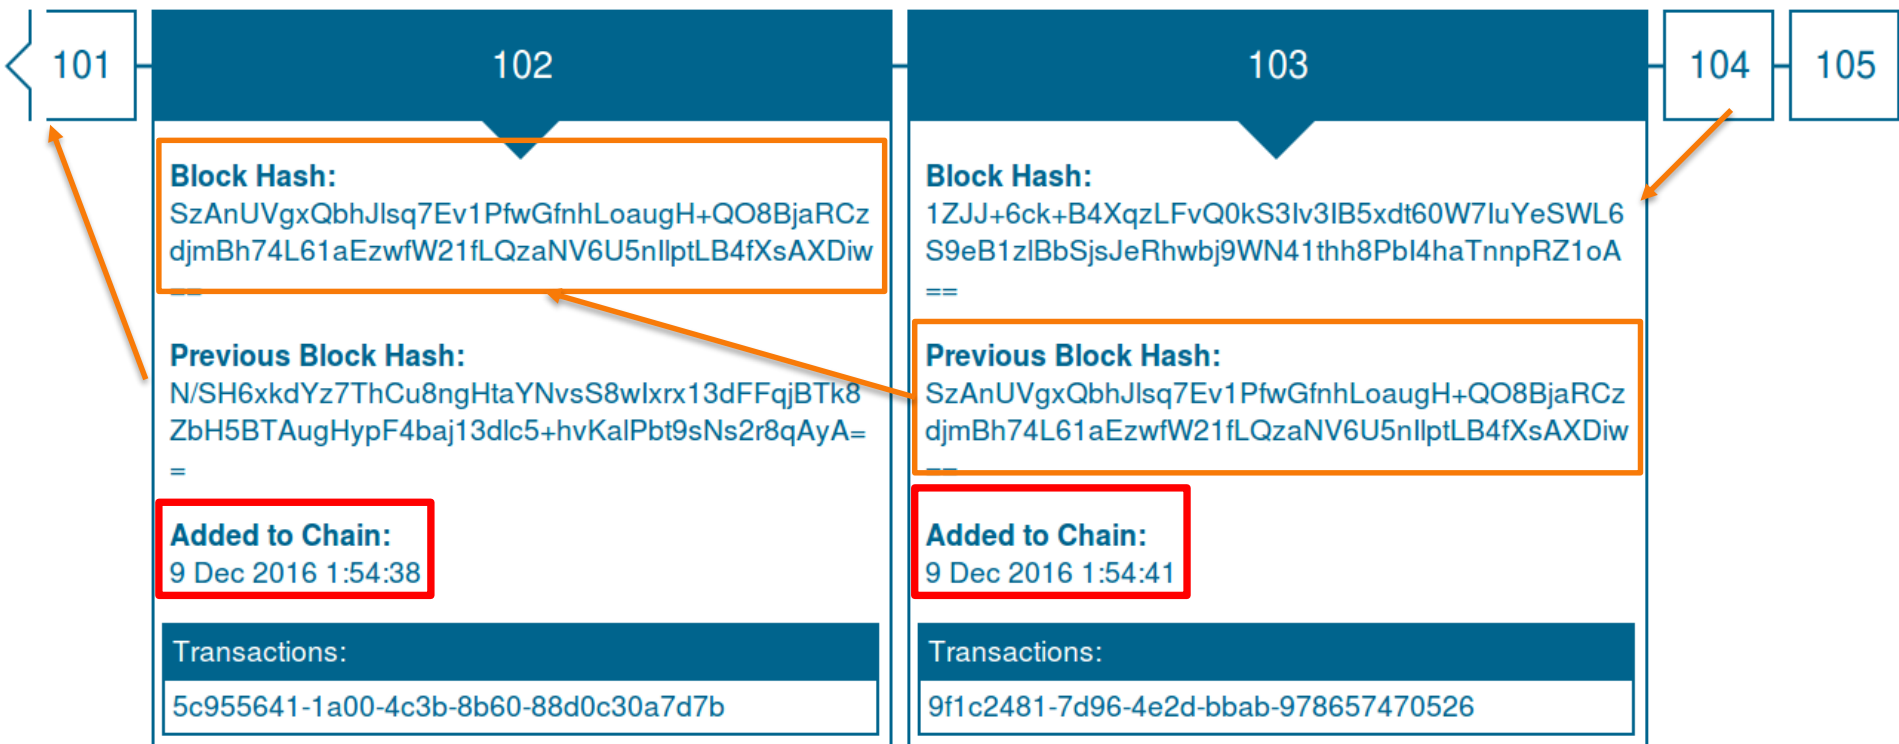 101
102
103
104
105
Block Hash:
SzAnUVgxQbhJlsq7Ev1PfwGfnhLoaugH+QO8BjaRCz
djmBh74L61aEzwfW21fLQzaNV6U5nIlptLB4fXsAXDiw
==
Previous Block Hash:
N/SH6xkdYz7ThCu8ngHtaYNvsS8wIxrx13dFFqjBTk8
ZbH5BTAugHypF4baj13dlc5+hvKalPbt9sNs2r8qAyA=
=
Added to Chain:
9 Dec 2016 1:54:38
Transactions:
5c955641-1a00-4c3b-8b60-88d0c30a7d7b
Block Hash:
1ZJJ+6ck+B4XqzLFvQ0kS3Iv3IB5xdt60W7IuYeSWL6
S9eB1zlBbSjsJeRhwbj9WN41thh8PbI4haTnnpRZ1oA
==
Previous Block Hash:
SzAnUVgxQbhJlsq7Ev1PfwGfnhLoaugH+QO8BjaRCz
djmBh74L61aEzwfW21fLQzaNV6U5nIlptLB4fXsAXDiw
==
Added to Chain:
9 Dec 2016 1:54:41
Transactions:
9f1c2481-7d96-4e2d-bbab-978657470526